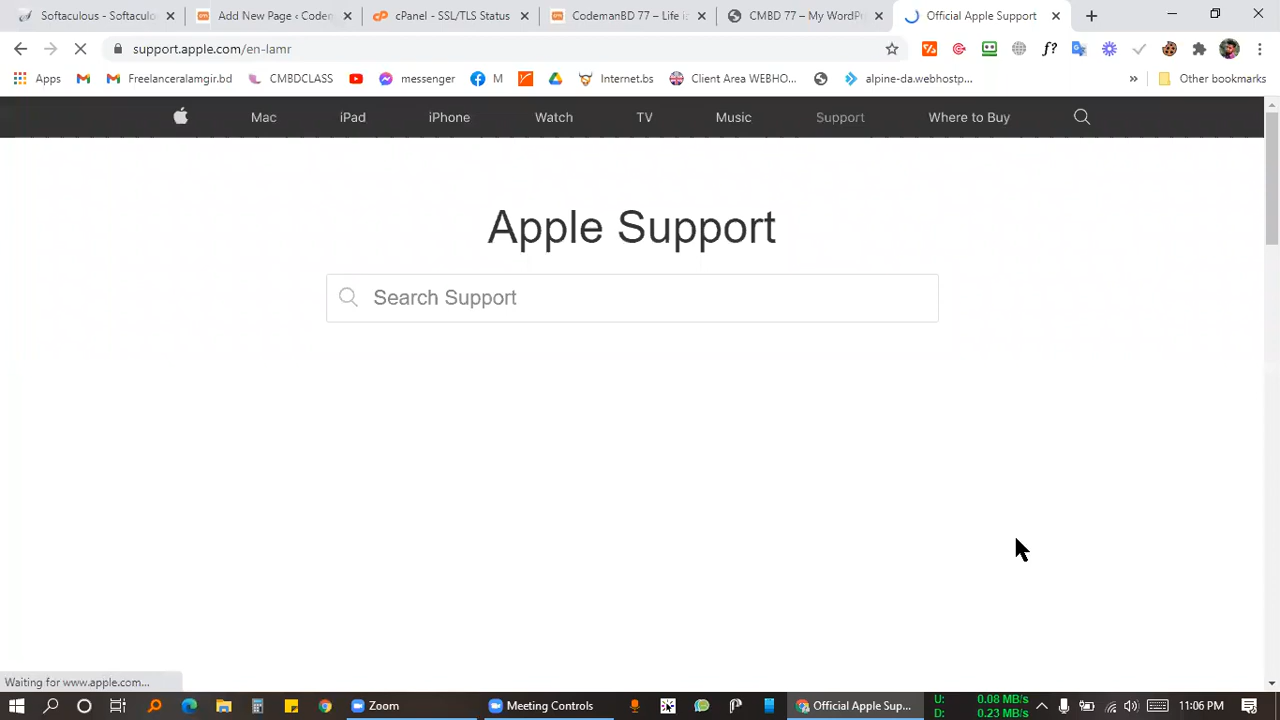 Softaculous - Softaculo
Add New Page ‹ Codem
cPanel - SSL/TLS Status
CodemanBD 77 – Life i
CMBD 77 – My WordPr
Official Apple Support
support.apple.com/en-lamr
Apps
Freelanceralamgir.bd
CMBDCLASS
messenger
M
Internet.bs
Client Area WEBHO...
alpine-da.webhostp...
Other bookmarks
Mac iPad iPhone Watch TV Music Support Where to Buy
Apple Support
Search Support
Waiting for www.apple.com...
Zoom
Meeting Controls
Official Apple Sup...
U: 0.08 MB/s
D: 0.23 MB/s
11:06 PM